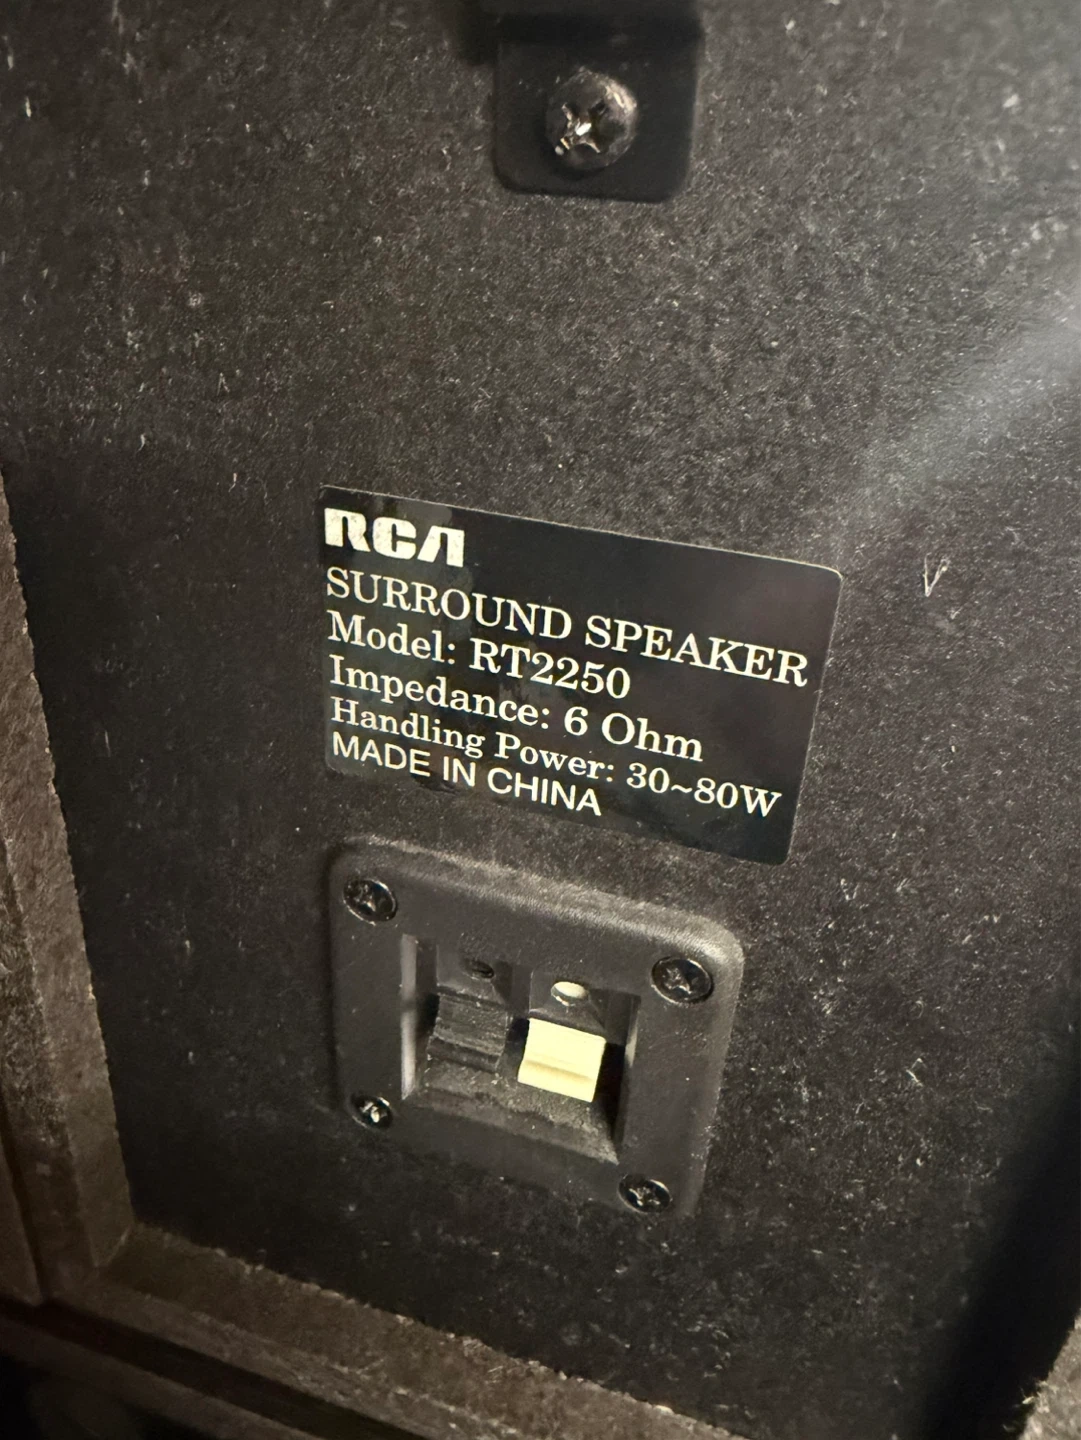 RCA
SURROUND SPEAKER
Model: RT2250
Impedance: 6 Ohm
Handling Power: 30~80W
MADE IN CHINA